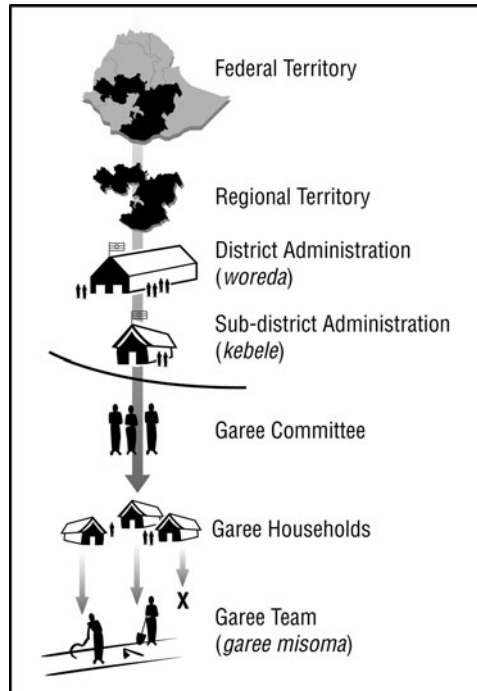 Federal Territory
Regional Territory
District Administration
(woreda)
Sub-district Administration
(kebele)
Garee Committee
Garee Households
X
Garee Team
(garee misoma)